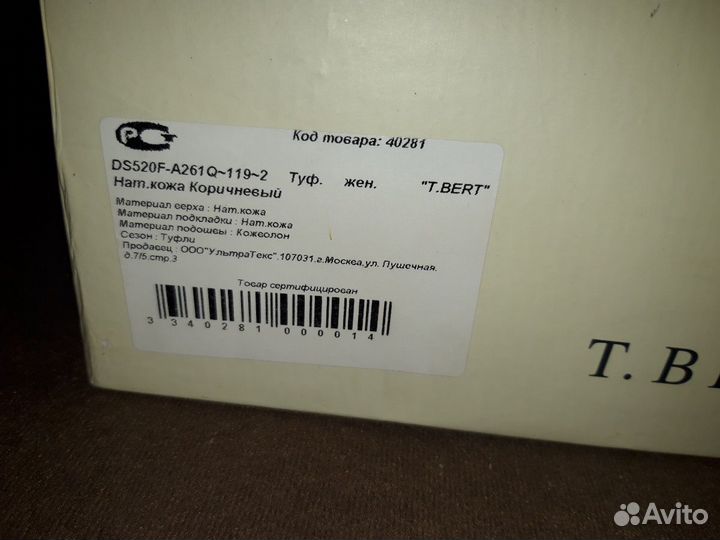 РСТ
Код товара: 40281
DS520F-A261Q~119~2 Туф. жен. "T.BERT"
Нат.кожа Коричневый
Материал верха : Нат.кожа
Материал подкладки : Нат.кожа
Материал подошвы : Кожволон
Сезон : Туфли
Продавец : ООО"УльтраТекс".107031.г.Москва,ул. Пушечная,
д.7/5.стр.3
Товар сертифицирован
3 340281 000014
T. B
Avito